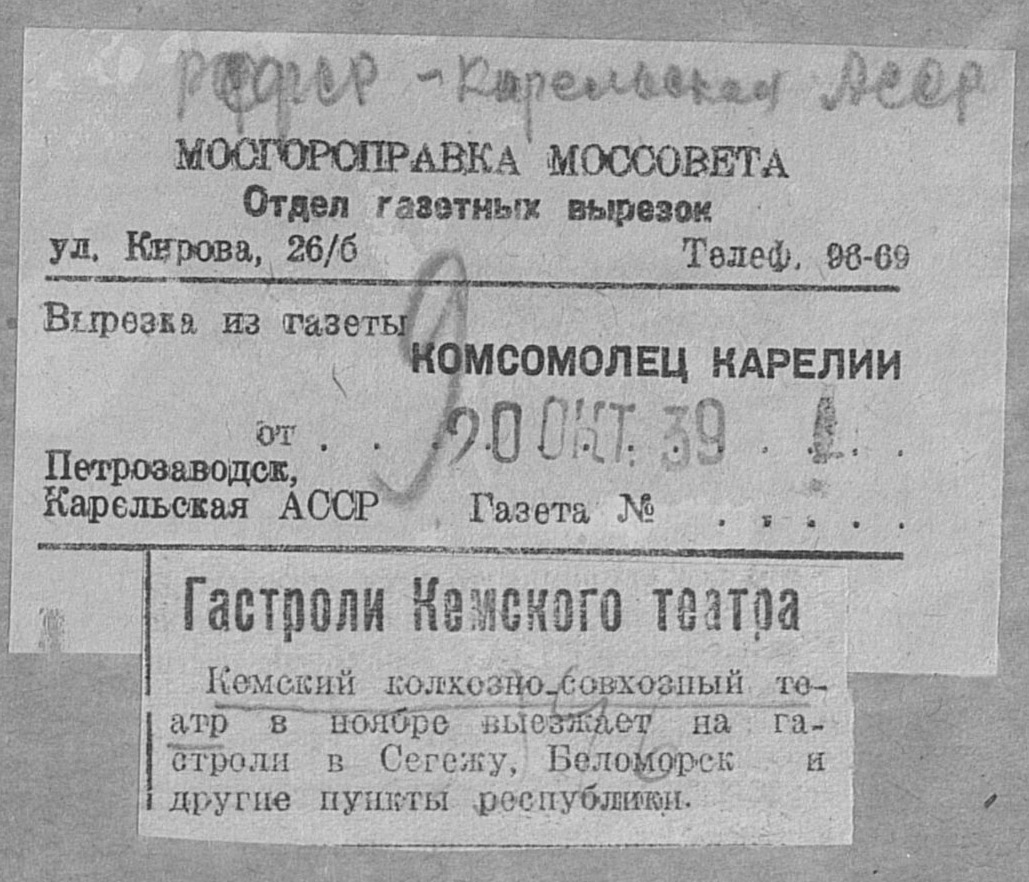 РСФСР - Карельская АССР
МОСГОРСПРАВКА МОССОВЕТА
Отдел газетных вырезок
ул. Кирова, 26/б Телеф. 96-69
Вырезка из газеты
КОМСОМОЛЕЦ КАРЕЛИИ
от . . 20 ОКТ. 39 . . . .
Петрозаводск,
Карельская АССР Газета № . . . . .
Гастроли Кемского театра
Кемский колхозно-совхозный те-
атр в ноябре выезжает на га-
строли в Сегежу, Беломорск и
другие пункты республики.